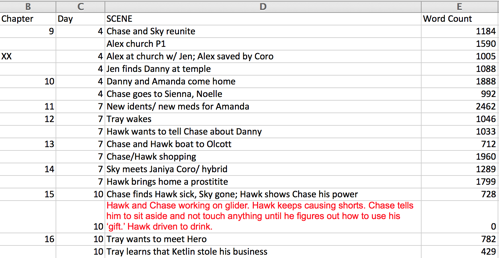 B C D E
Chapter Day SCENE Word Count
9 4 Chase and Sky reunite 1184
Alex church P1 1590
XX 4 Alex at church w/ Jen; Alex saved by Coro 1005
4 Jen finds Danny at temple 1088
10 4 Danny and Amanda come home 1888
4 Chase goes to Sienna, Noelle 992
11 7 New idents/ new meds for Amanda 2462
12 7 Tray wakes 1046
7 Hawk wants to tell Chase about Danny 1033
13 7 Chase and Hawk boat to Olcott 712
7 Chase/Hawk shopping 1960
14 7 Sky meets Janiya Coro/ hybrid 1289
7 Hawk brings home a prostitite 1799
15 10 Chase finds Hawk sick, Sky gone; Hawk shows Chase his power 728
Hawk and Chase working on glider. Hawk keeps causing shorts. Chase tells
him to sit aside and not touch anything until he figures out how to use his
10 'gift.' Hawk driven to drink. 0
16 10 Tray wants to meet Hero 782
10 Tray learns that Ketlin stole his business 429